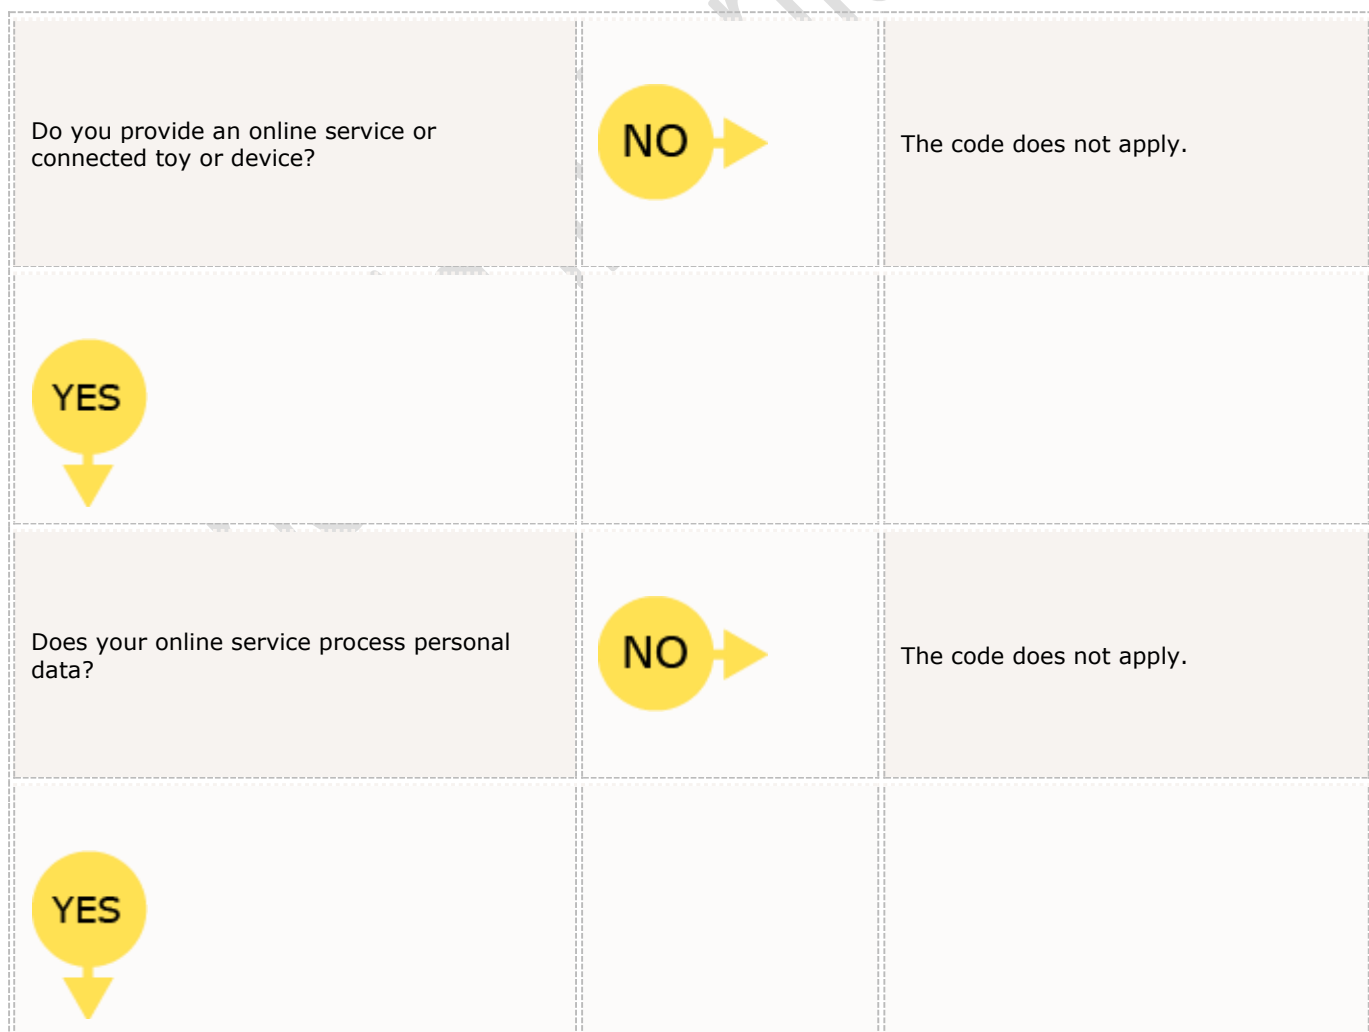 Do you provide an online service or
connected toy or device?
NO
The code does not apply.
YES
Does your online service process personal
data?
NO
The code does not apply.
YES